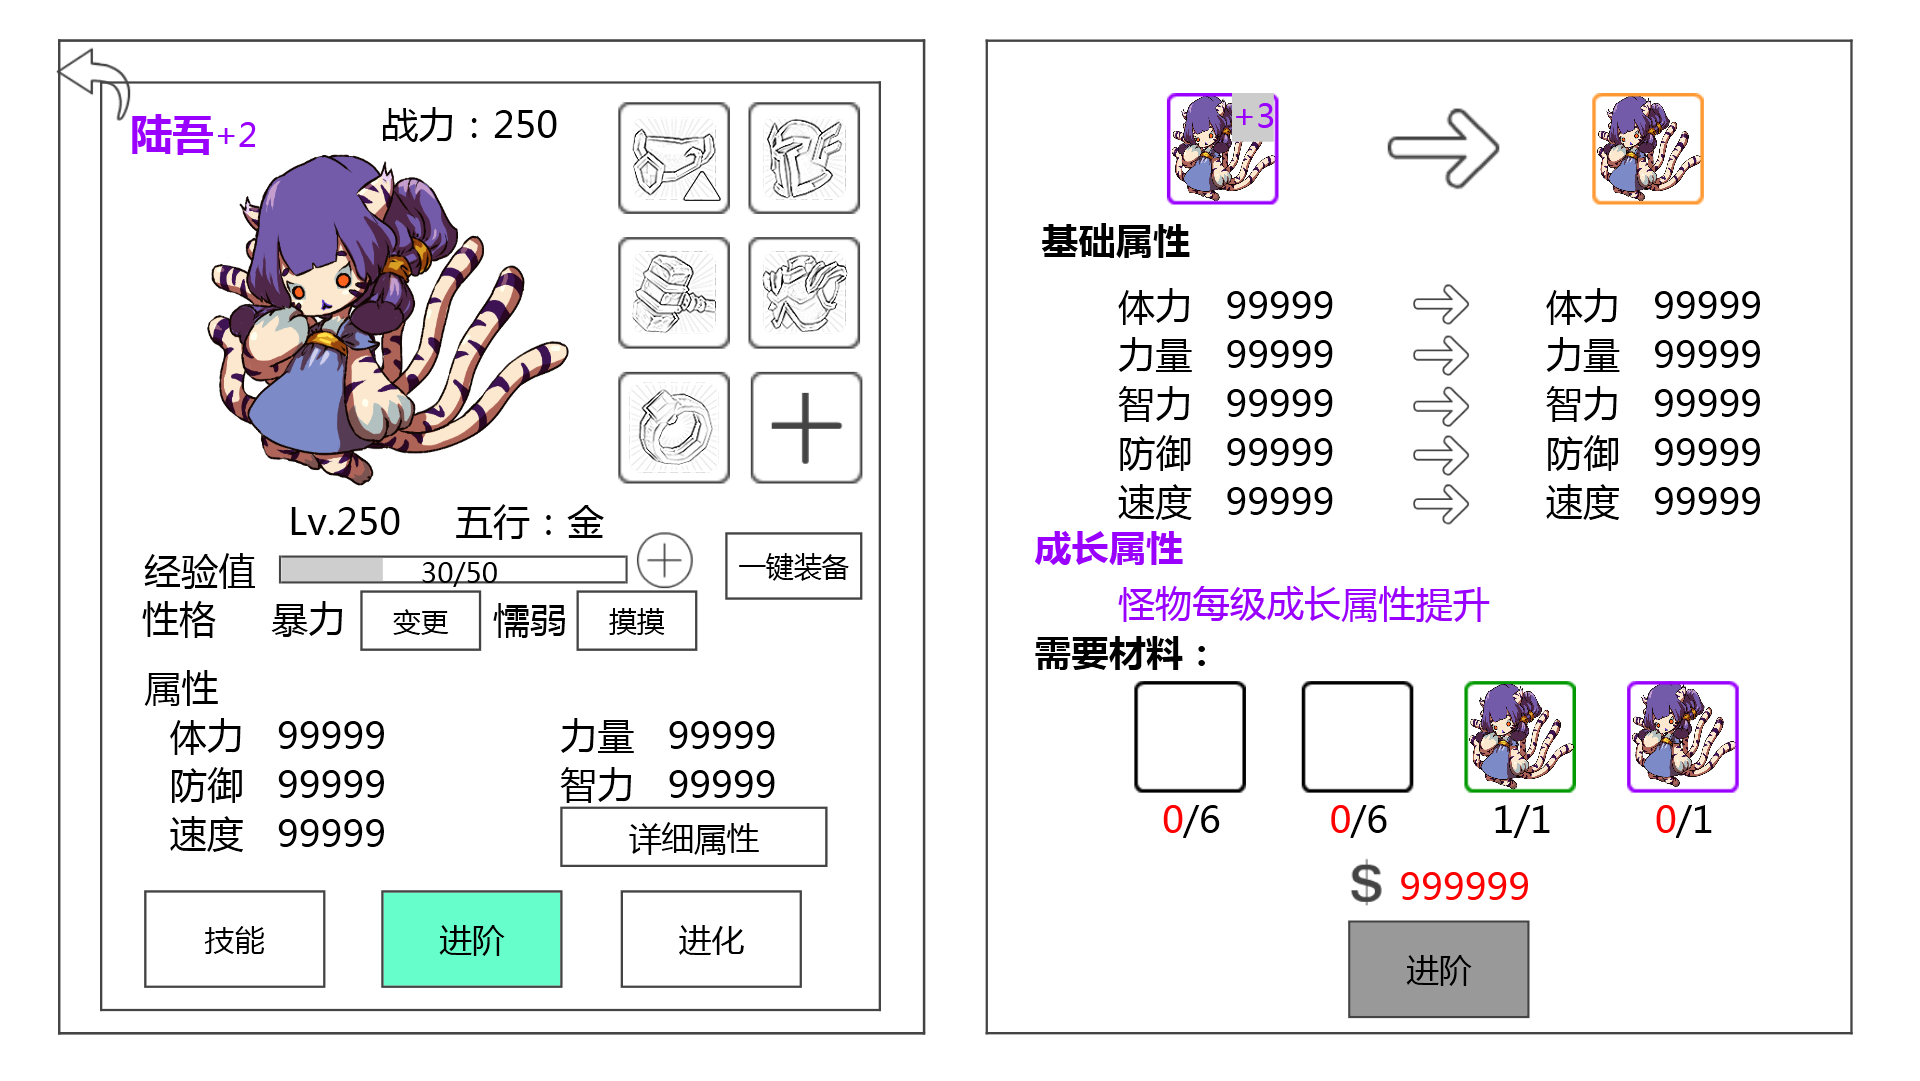 陆吾+2
战力：250
Lv.250 五行：金
经验值 30/50
一键装备
性格 暴力 变更 懦弱 摸摸
属性
体力 99999 力量 99999
防御 99999 智力 99999
速度 99999 详细属性
技能 进阶 进化
+3
基础属性
体力 99999 体力 99999
力量 99999 力量 99999
智力 99999 智力 99999
防御 99999 防御 99999
速度 99999 速度 99999
成长属性
怪物每级成长属性提升
需要材料：
0/6 0/6 1/1 0/1
$ 999999
进阶